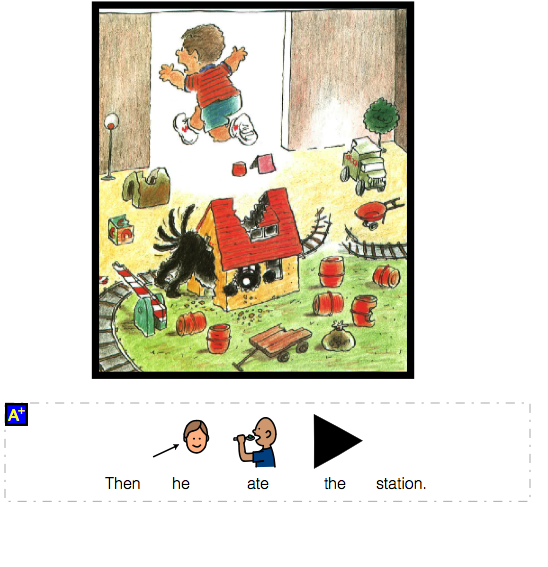 A+
Then he ate the station.